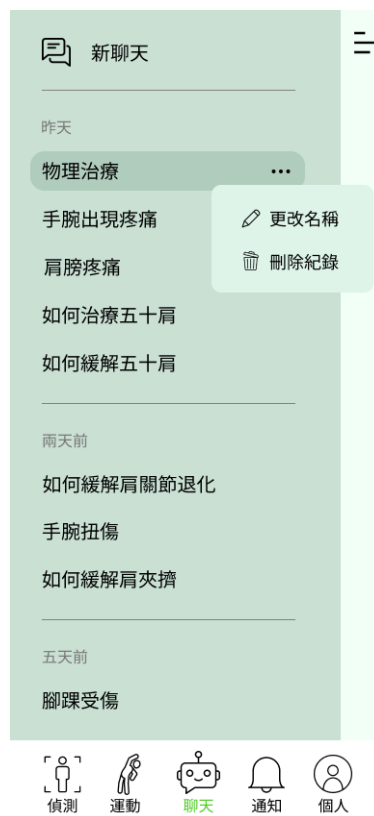 新聊天
昨天
物理治療
手腕出現疼痛
更改名稱
刪除紀錄
肩膀疼痛
如何治療五十肩
如何緩解五十肩
兩天前
如何緩解肩關節退化
手腕扭傷
如何緩解肩夾擠
五天前
腳踝受傷
偵測 運動 聊天 通知 個人